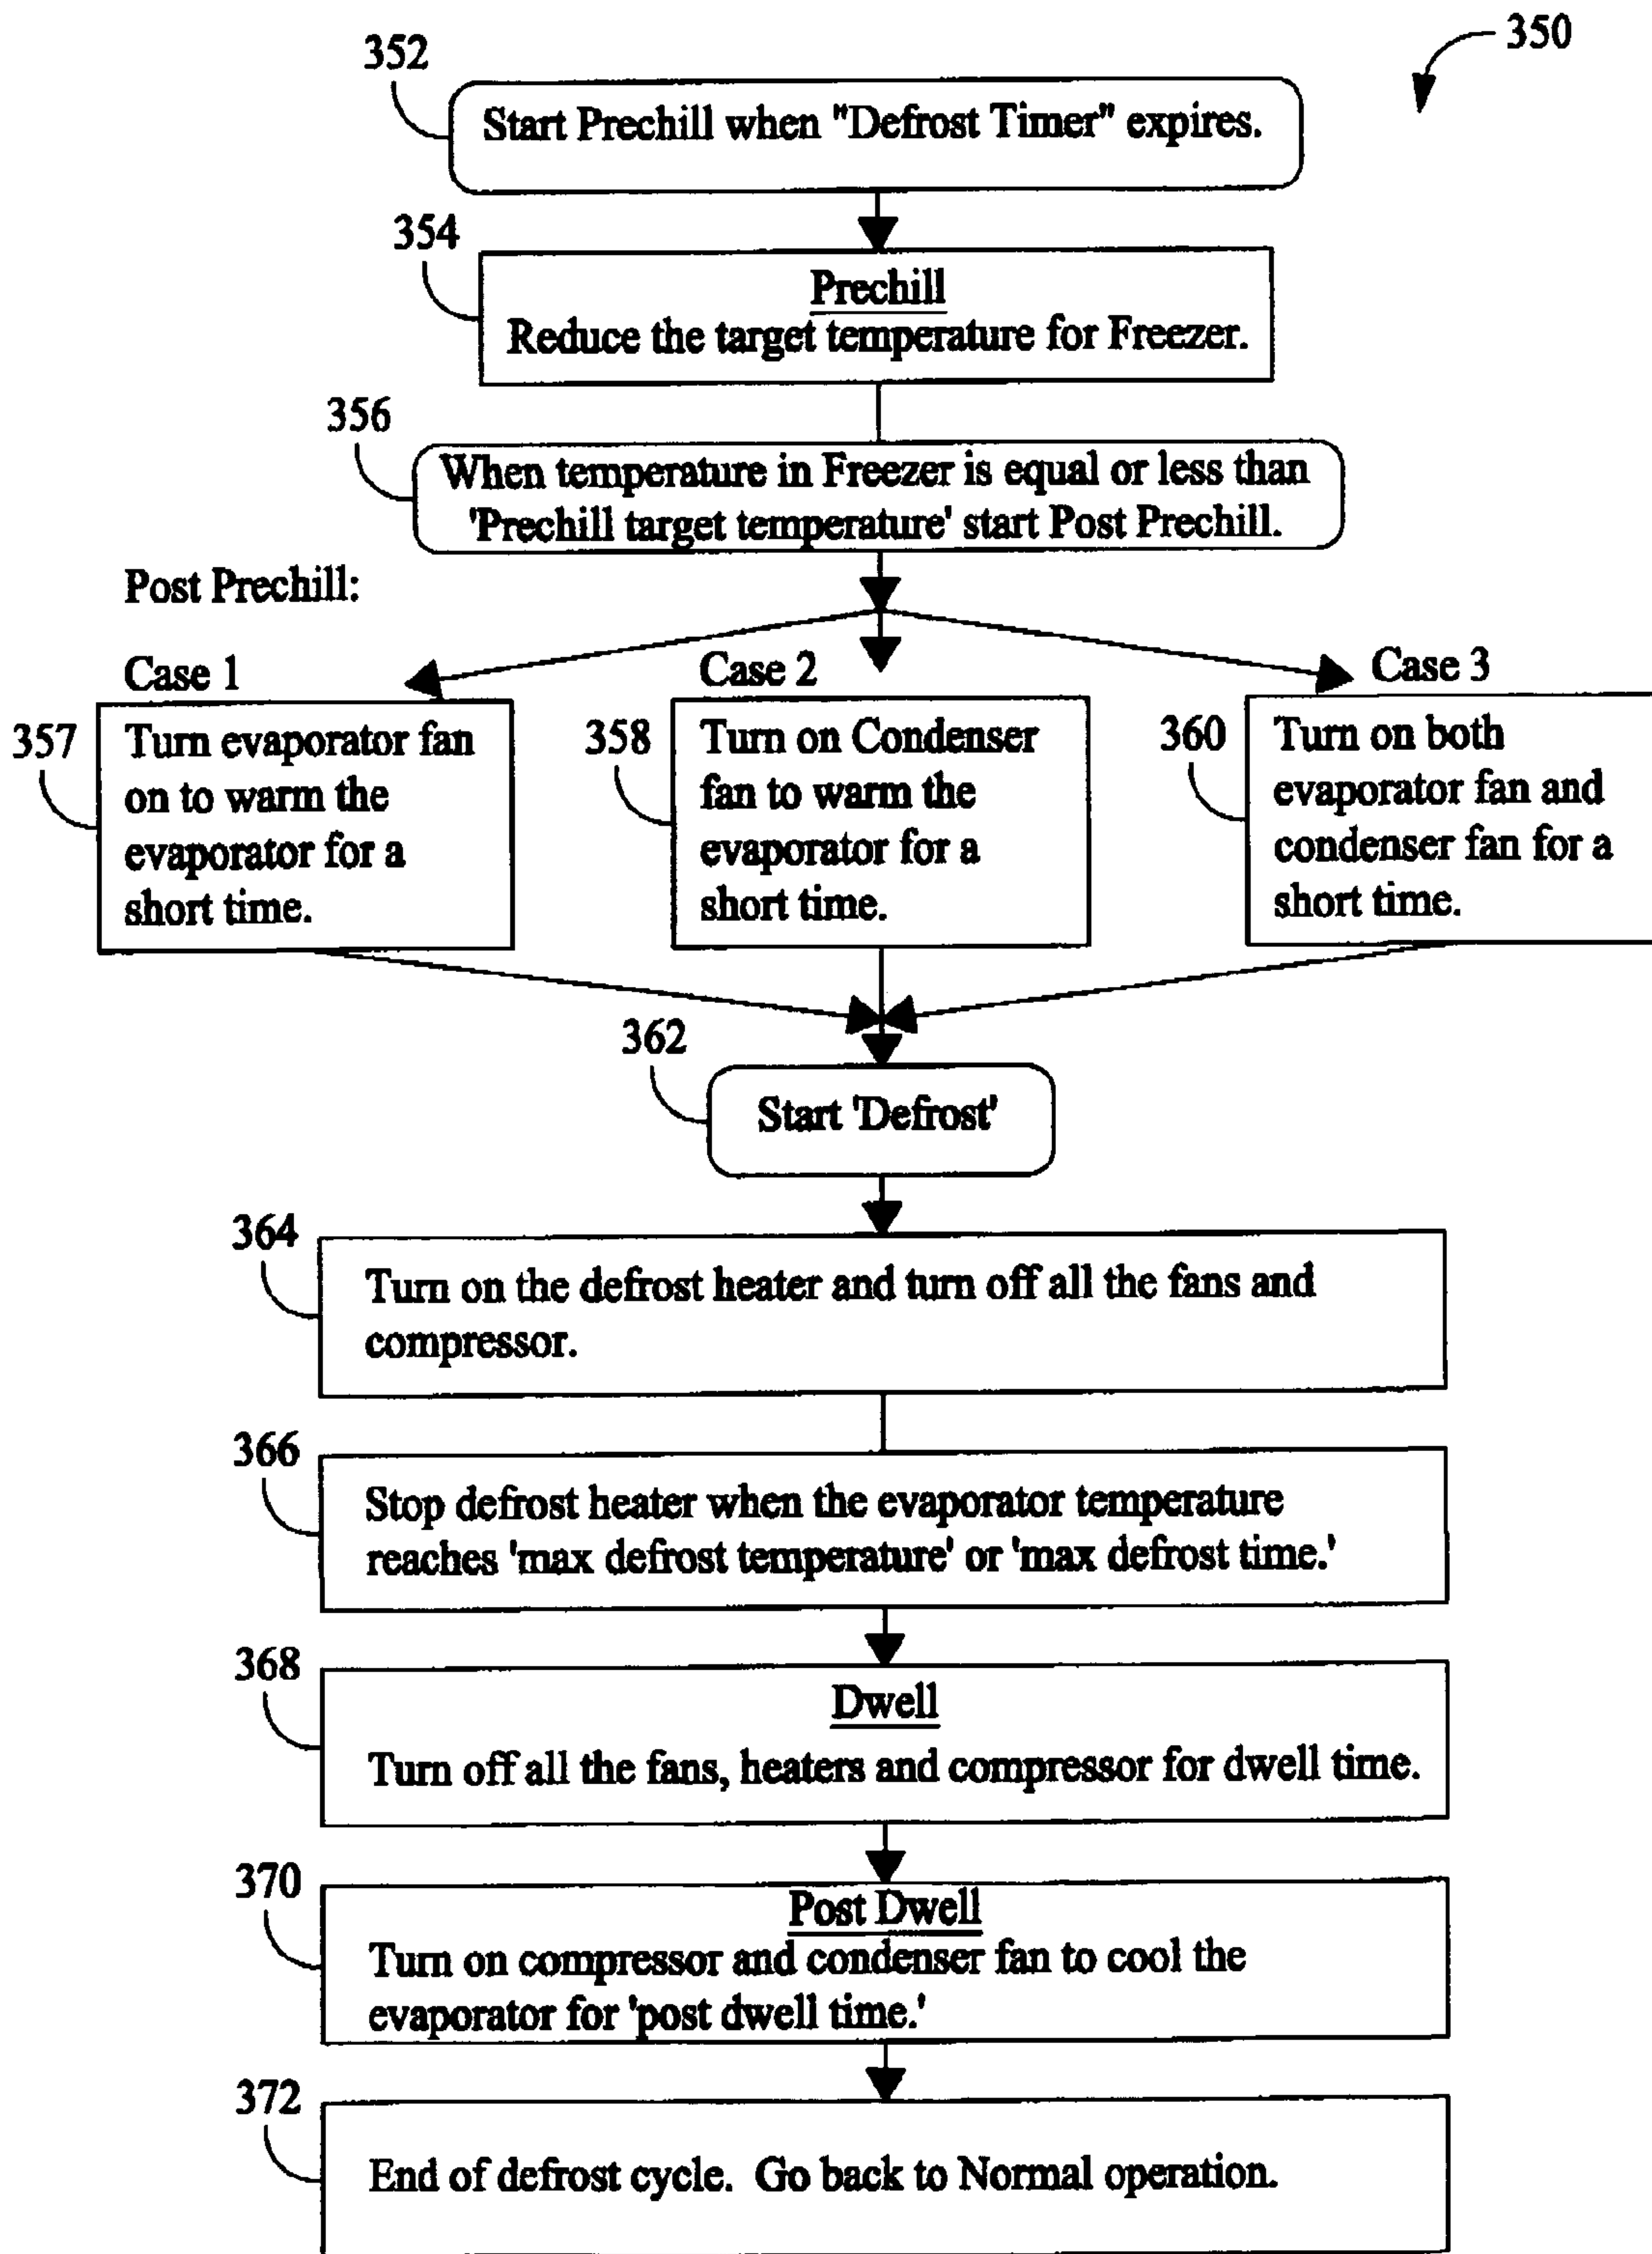 350
352
Start Prechill when "Defrost Timer" expires.
354
Prechill
Reduce the target temperature for Freezer.
356
When temperature in Freezer is equal or less than
'Prechill target temperature' start Post Prechill.
Post Prechill:
Case 1
357
Turn evaporator fan
on to warm the
evaporator for a
short time.
Case 2
358
Turn on Condenser
fan to warm the
evaporator for a
short time.
Case 3
360
Turn on both
evaporator fan and
condenser fan for a
short time.
362
Start 'Defrost'
364
Turn on the defrost heater and turn off all the fans and
compressor.
366
Stop defrost heater when the evaporator temperature
reaches 'max defrost temperature' or 'max defrost time.'
368
Dwell
Turn off all the fans, heaters and compressor for dwell time.
370
Post Dwell
Turn on compressor and condenser fan to cool the
evaporator for 'post dwell time.'
372
End of defrost cycle. Go back to Normal operation.